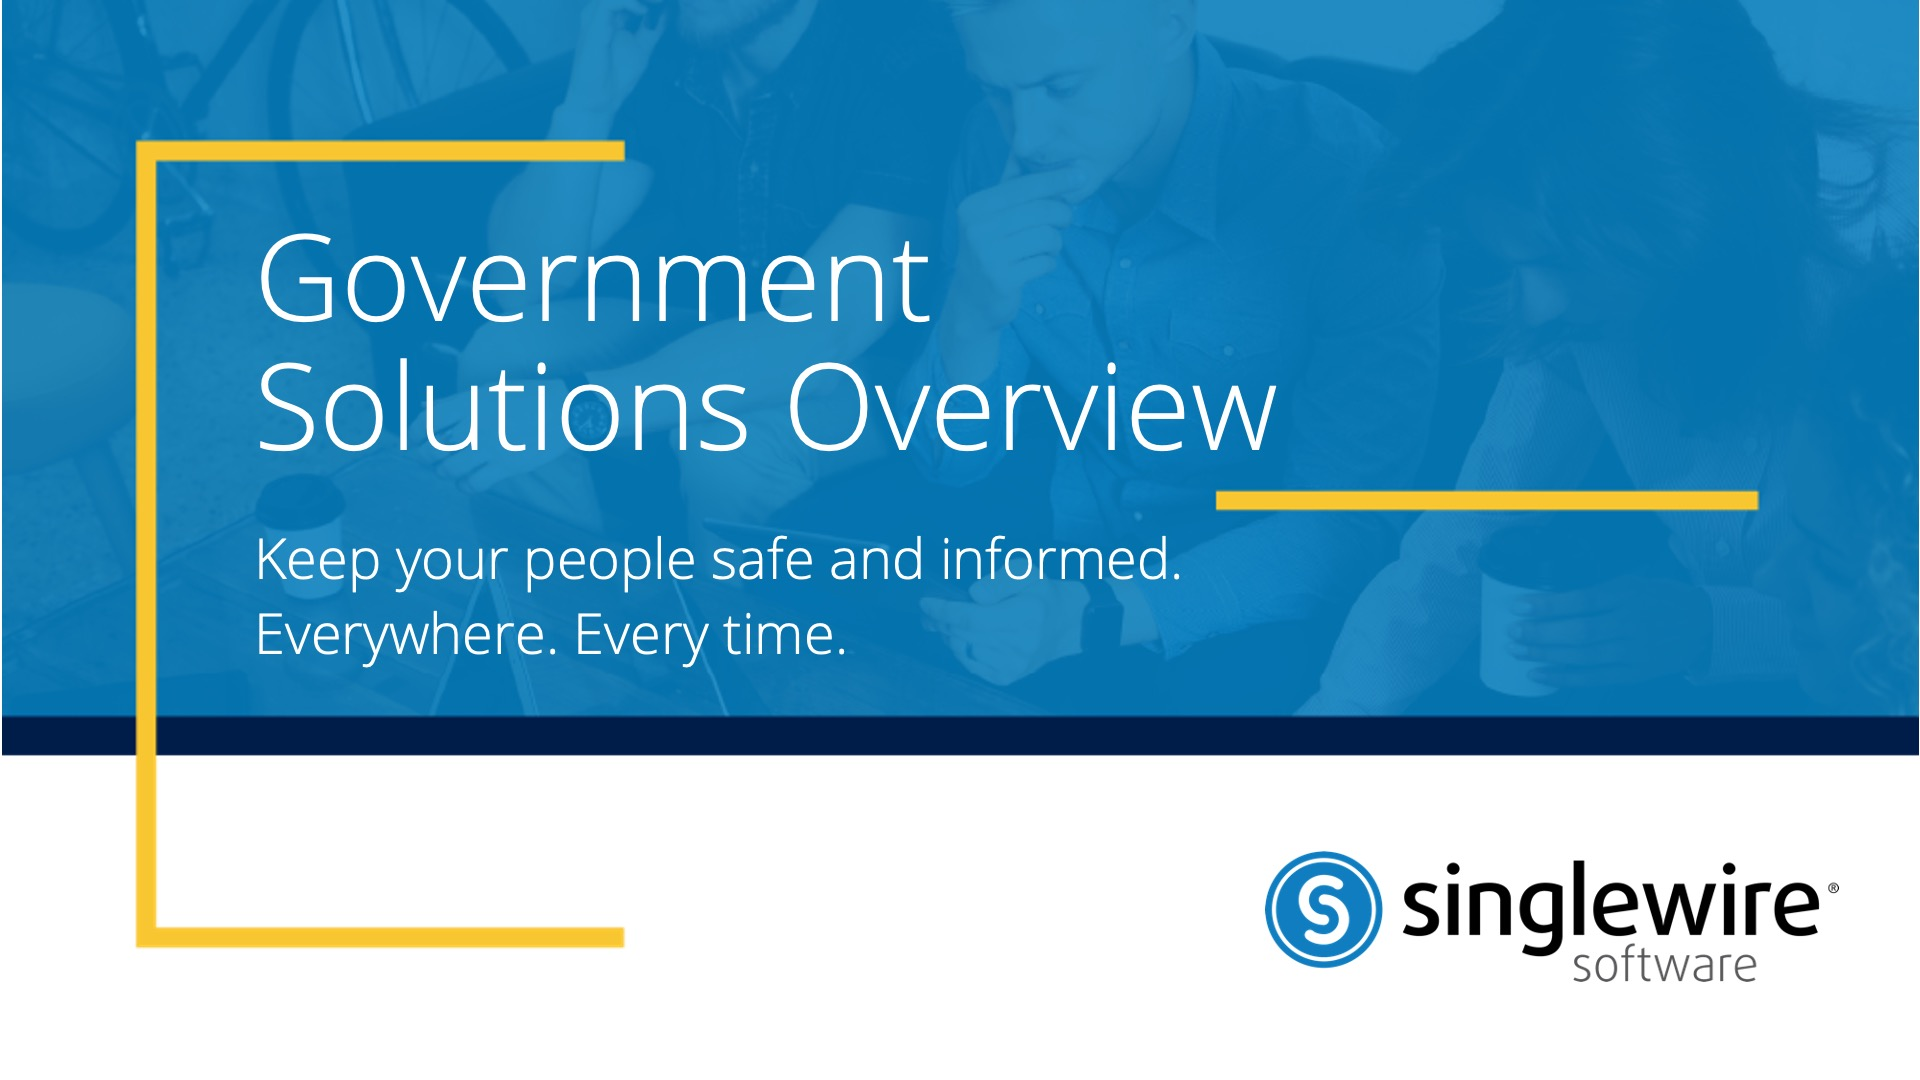 Government
Solutions Overview
Keep your people safe and informed.
Everywhere. Every time.
S singlewire®
software